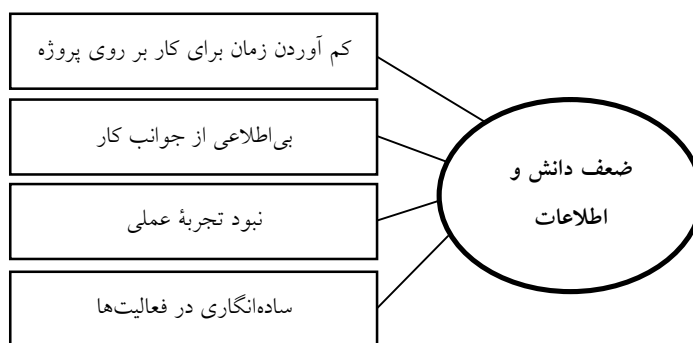 کم آوردن زمان برای کار بر روی پروژه
بی‌اطلاعی از جوانب کار
نبود تجربهٔ عملی
ساده‌انگاری در فعالیت‌ها
ضعف دانش و
اطلاعات